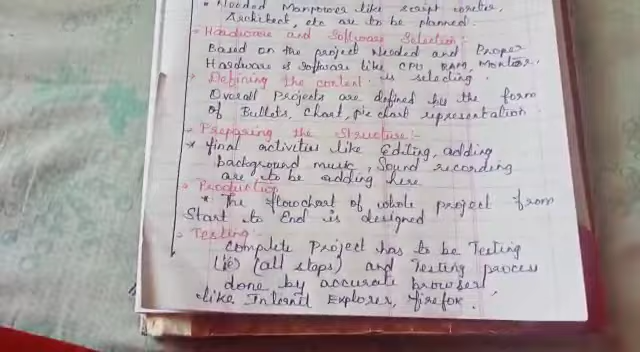 * Needed Manpower like script writer,
Architect, etc are to be planned.
- Hardware and Software Selection:-
Based on the project Needed and Proper
Hardware & Software like CPU RAM, Monitor.
- Defining the content:- is selecting.
Overall Projects are defined by the form
of Bullets, Chart, pie chart representation
- Preparing the Structure:-
* final activities like Editing, adding
background music, Sound recording
are to be adding here
- Production
* The flowchart of whole project from
Start to End is designed
- Testing:-
Complete Project has to be Testing
(all steps) and Testing process
done by accurate browser
like Explorer, firefox.